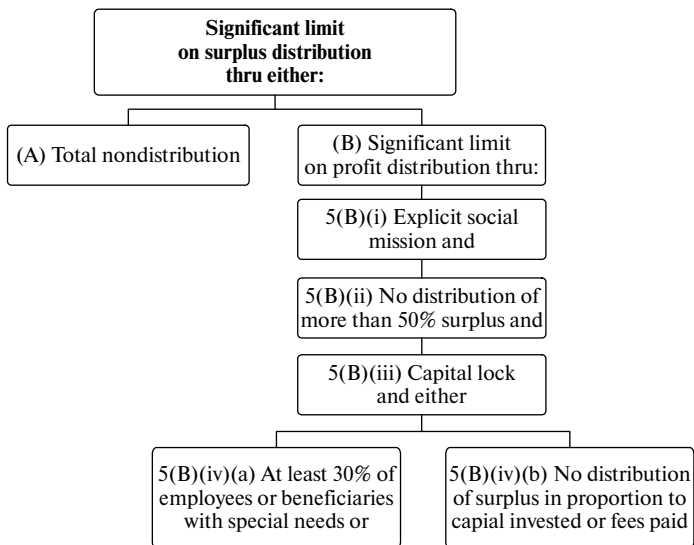 Significant limit
on surplus distribution
thru either:
(A) Total nondistribution
(B) Significant limit
on profit distribution thru:
5(B)(i) Explicit social
mission and
5(B)(ii) No distribution of
more than 50% surplus and
5(B)(iii) Capital lock
and either
5(B)(iv)(a) At least 30% of
employees or beneficiaries
with special needs or
5(B)(iv)(b) No distribution
of surplus in proportion to
capial invested or fees paid